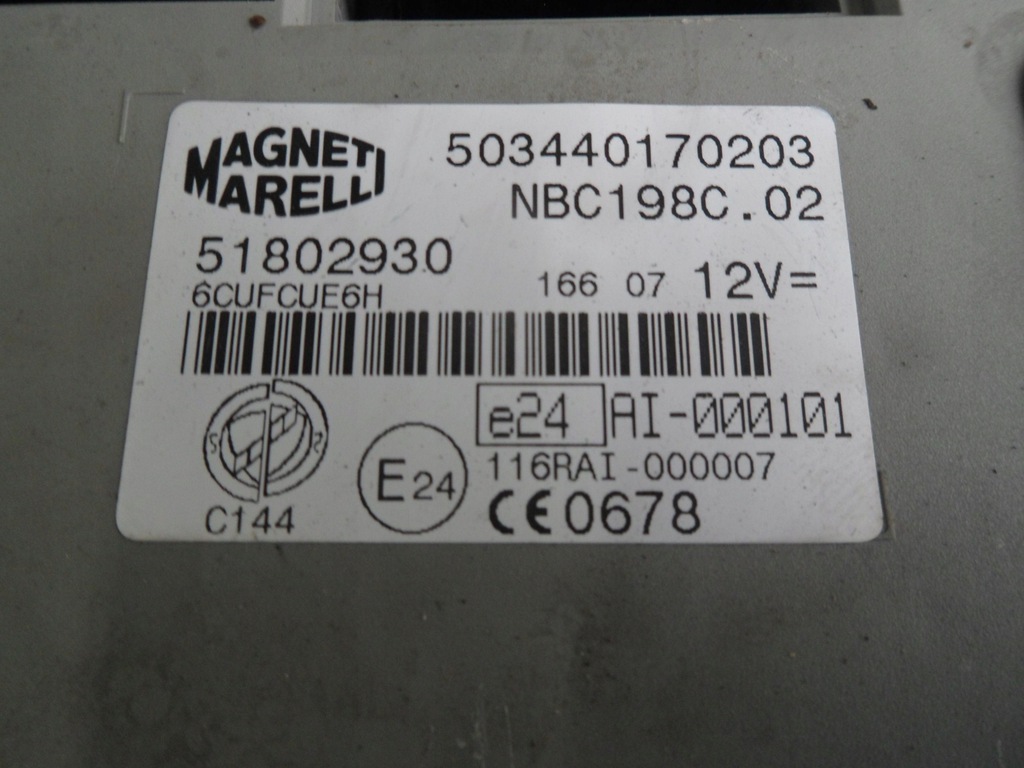 MAGNETI
MARELLI
503440170203
NBC198C.02
51802930
166 07 12V=
6CUFCUE6H
e24 AI-000101
116RAI-000007
E24
CE0678
C144